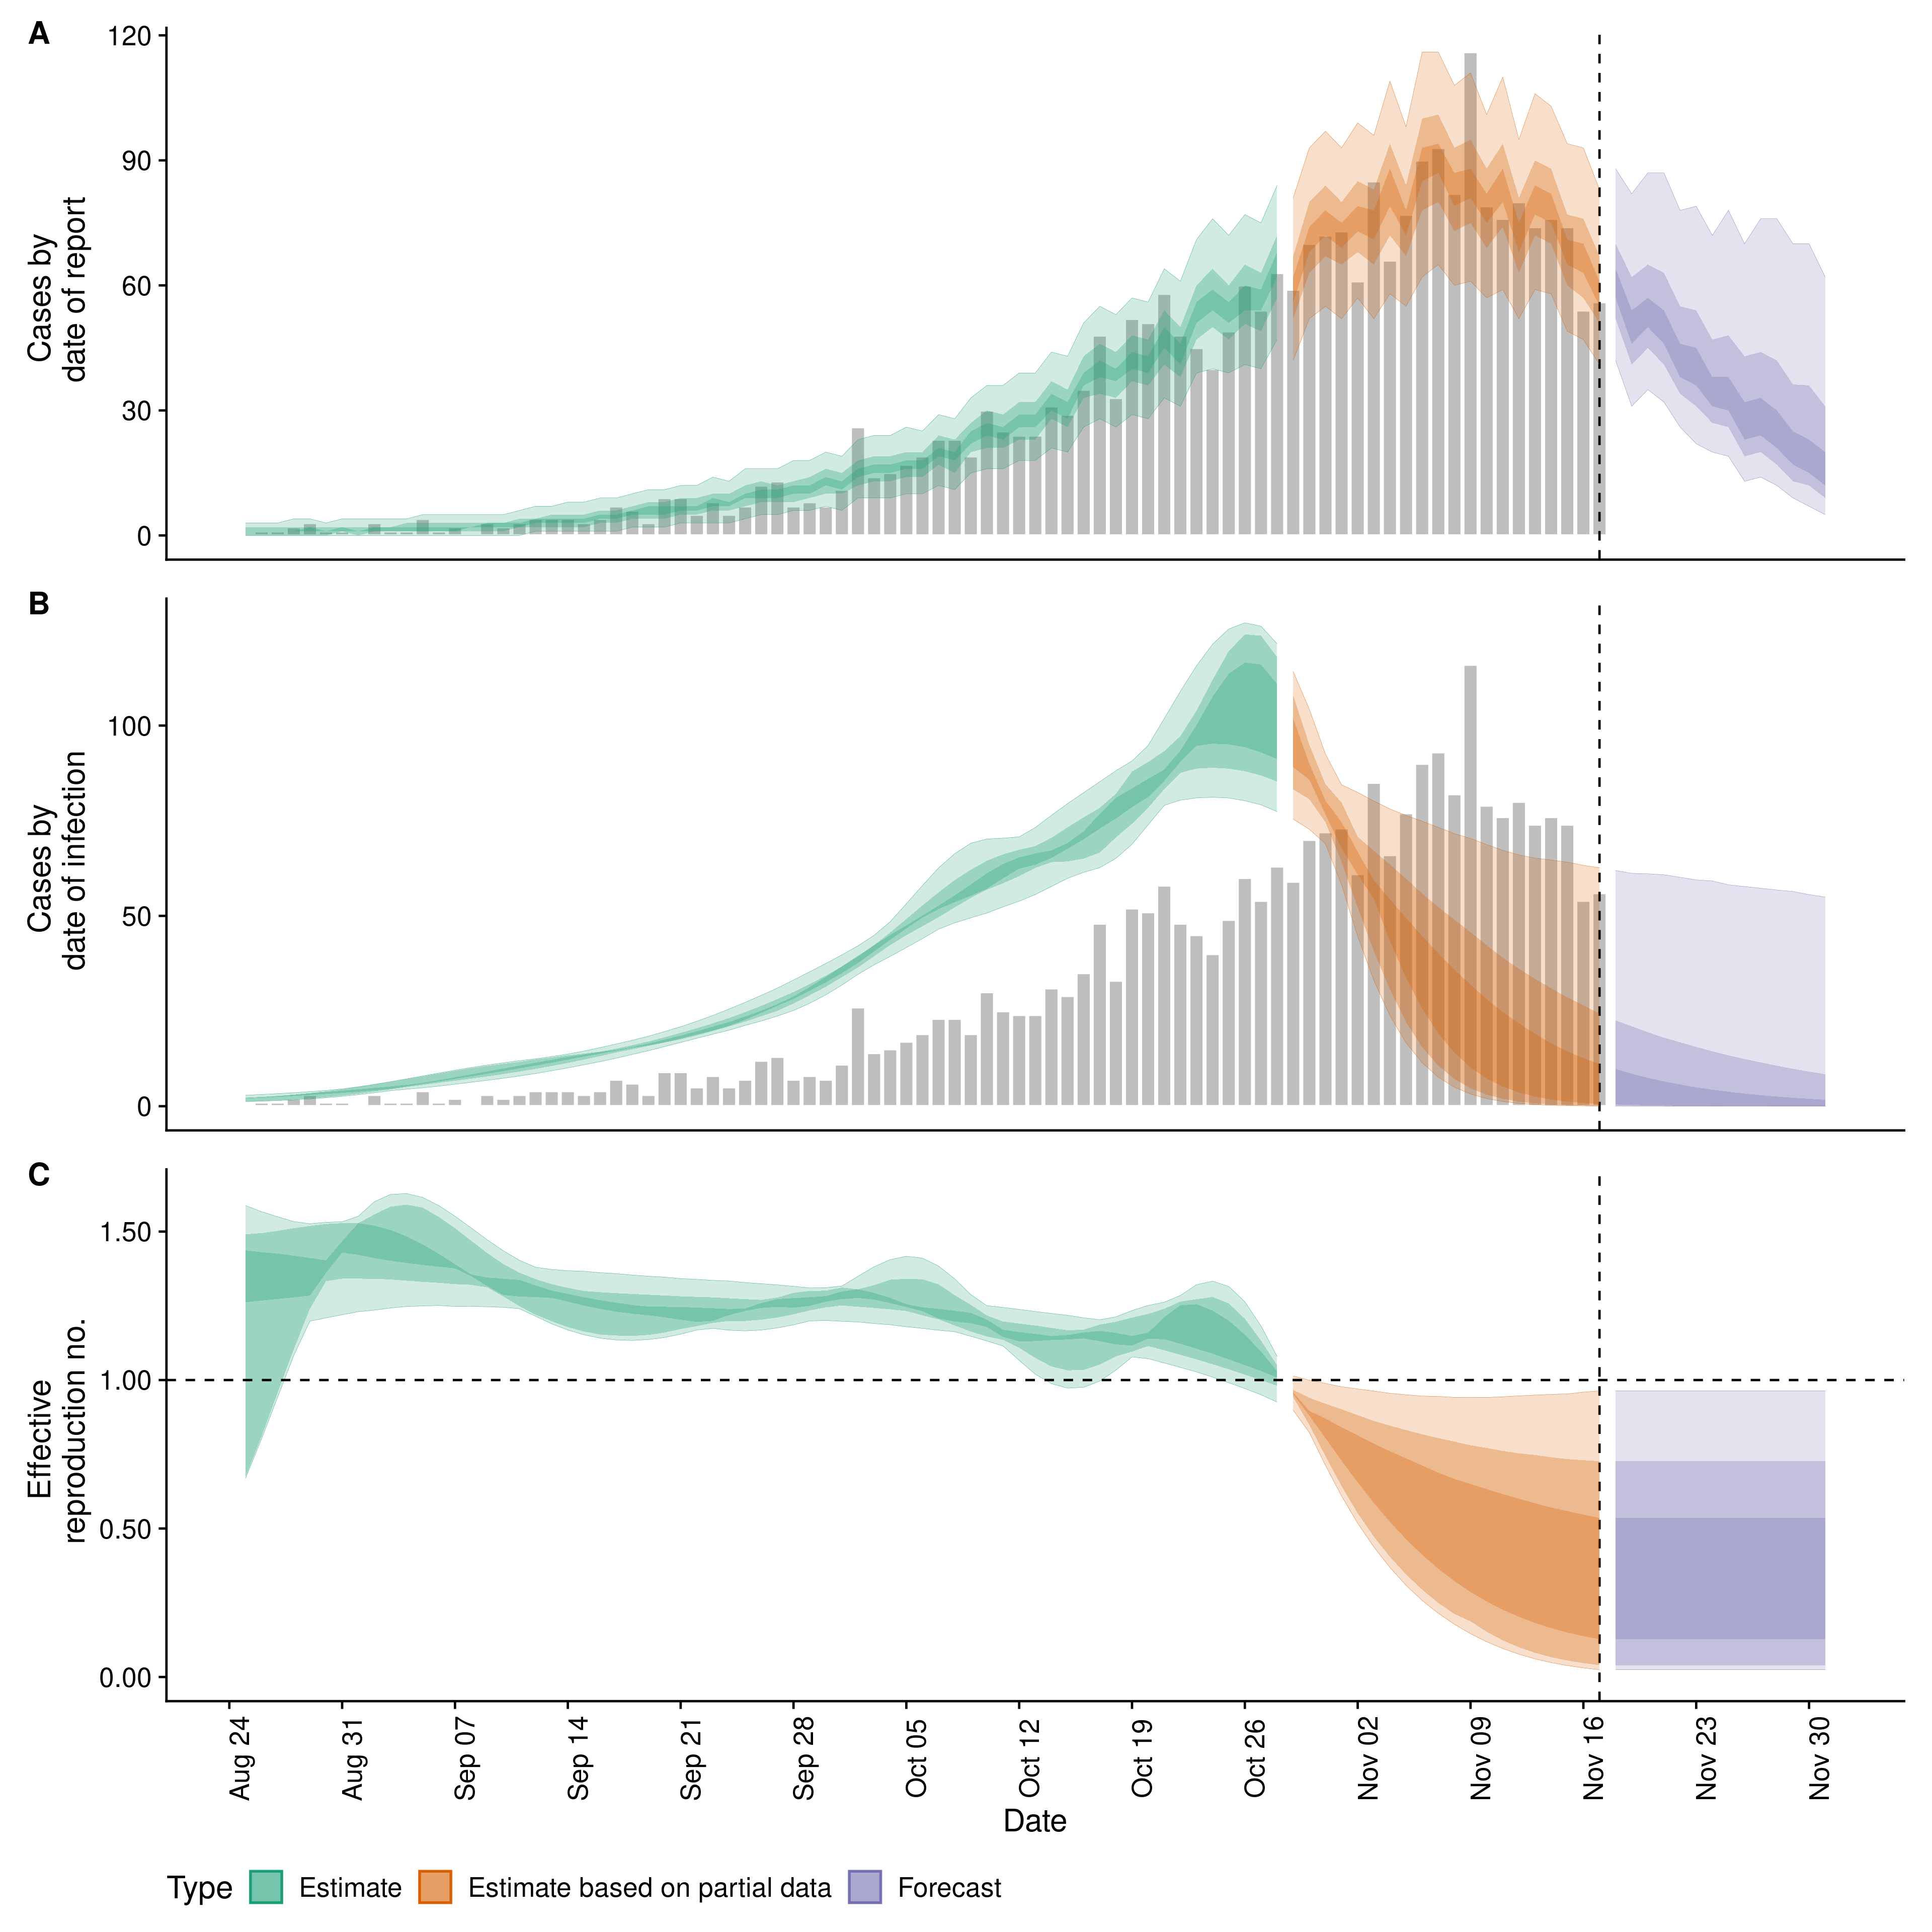 A
120
90
60
30
0
Cases by
date of report
B
100
50
0
Cases by
date of infection
C
1.50
1.00
0.50
0.00
Effective
reproduction no.
Aug 24
Aug 31
Sep 07
Sep 14
Sep 21
Sep 28
Oct 05
Oct 12
Oct 19
Oct 26
Nov 02
Nov 09
Nov 16
Nov 23
Nov 30
Date
Type Estimate Estimate based on partial data Forecast